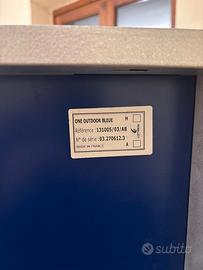 ONE OUTDOOR BLEUE M
Référence : 131005/03/AB
N° de série : 03.270612.3
MADE IN FRANCE A
subito